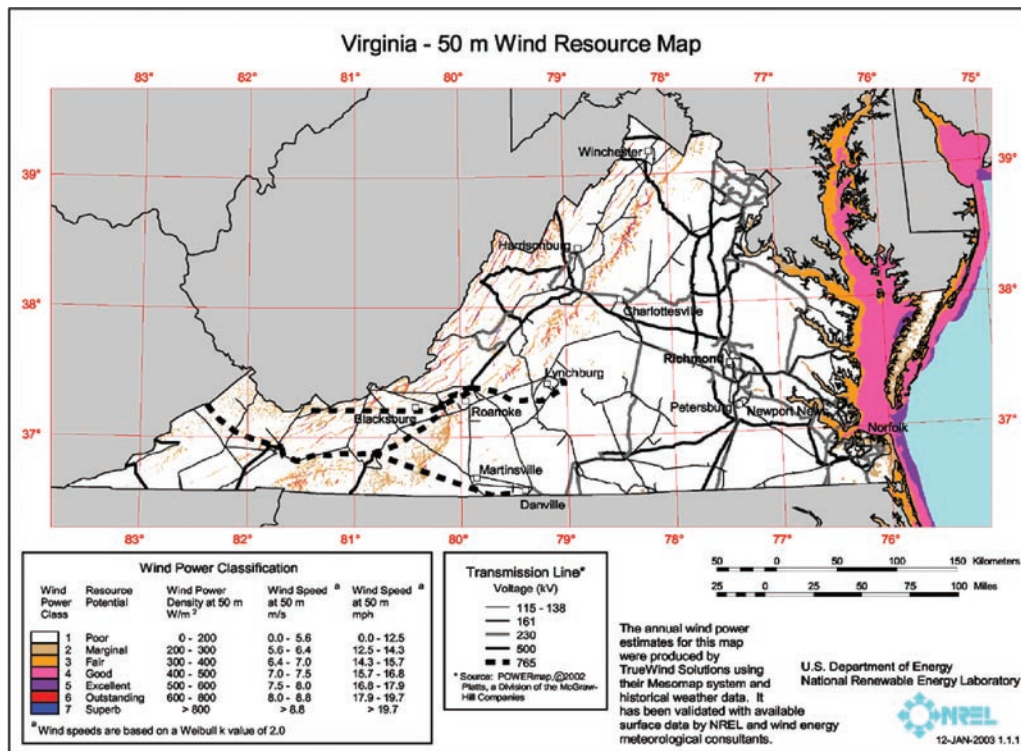 Virginia - 50 m Wind Resource Map
83° 82° 81° 80° 79° 78° 77° 76° 75°
Winchester
39° 39°
Harrisonburg
38° 38°
Charlottesville
Richmond
Lynchburg
Petersburg Newport News
Roanoke
Blacksburg
37° Norfolk 37°
Martinsville
Danville
83° 82° 81° 80° 79° 78° 77° 76°
Wind Power Classification
Wind Power Class Resource Potential Wind Power Density at 50 m W/m² Wind Speed ᵃ at 50 m m/s Wind Speed ᵃ at 50 m mph
1 Poor 0 - 200 0.0 - 5.6 0.0 - 12.5
2 Marginal 200 - 300 5.6 - 6.4 12.5 - 14.3
3 Fair 300 - 400 6.4 - 7.0 14.3 - 15.7
4 Good 400 - 500 7.0 - 7.5 15.7 - 16.8
5 Excellent 500 - 600 7.5 - 8.0 16.8 - 17.9
6 Outstanding 600 - 800 8.0 - 8.8 17.9 - 19.7
7 Superb > 800 > 8.8 > 19.7
ᵃ Wind speeds are based on a Weibull k value of 2.0
Transmission Line*
Voltage (kV)
115 - 138
161
230
500
765
* Source: POWERmap, ©2002
Platts, a Division of the McGraw-
Hill Companies
50 0 50 100 150 Kilometers
25 0 25 50 75 100 Miles
The annual wind power
estimates for this map
were produced by
TrueWind Solutions using
their Mesomap system and
historical weather data. It
has been validated with available
surface data by NREL and wind energy
meteorological consultants.
U.S. Department of Energy
National Renewable Energy Laboratory
NREL
12-JAN-2003 1.1.1